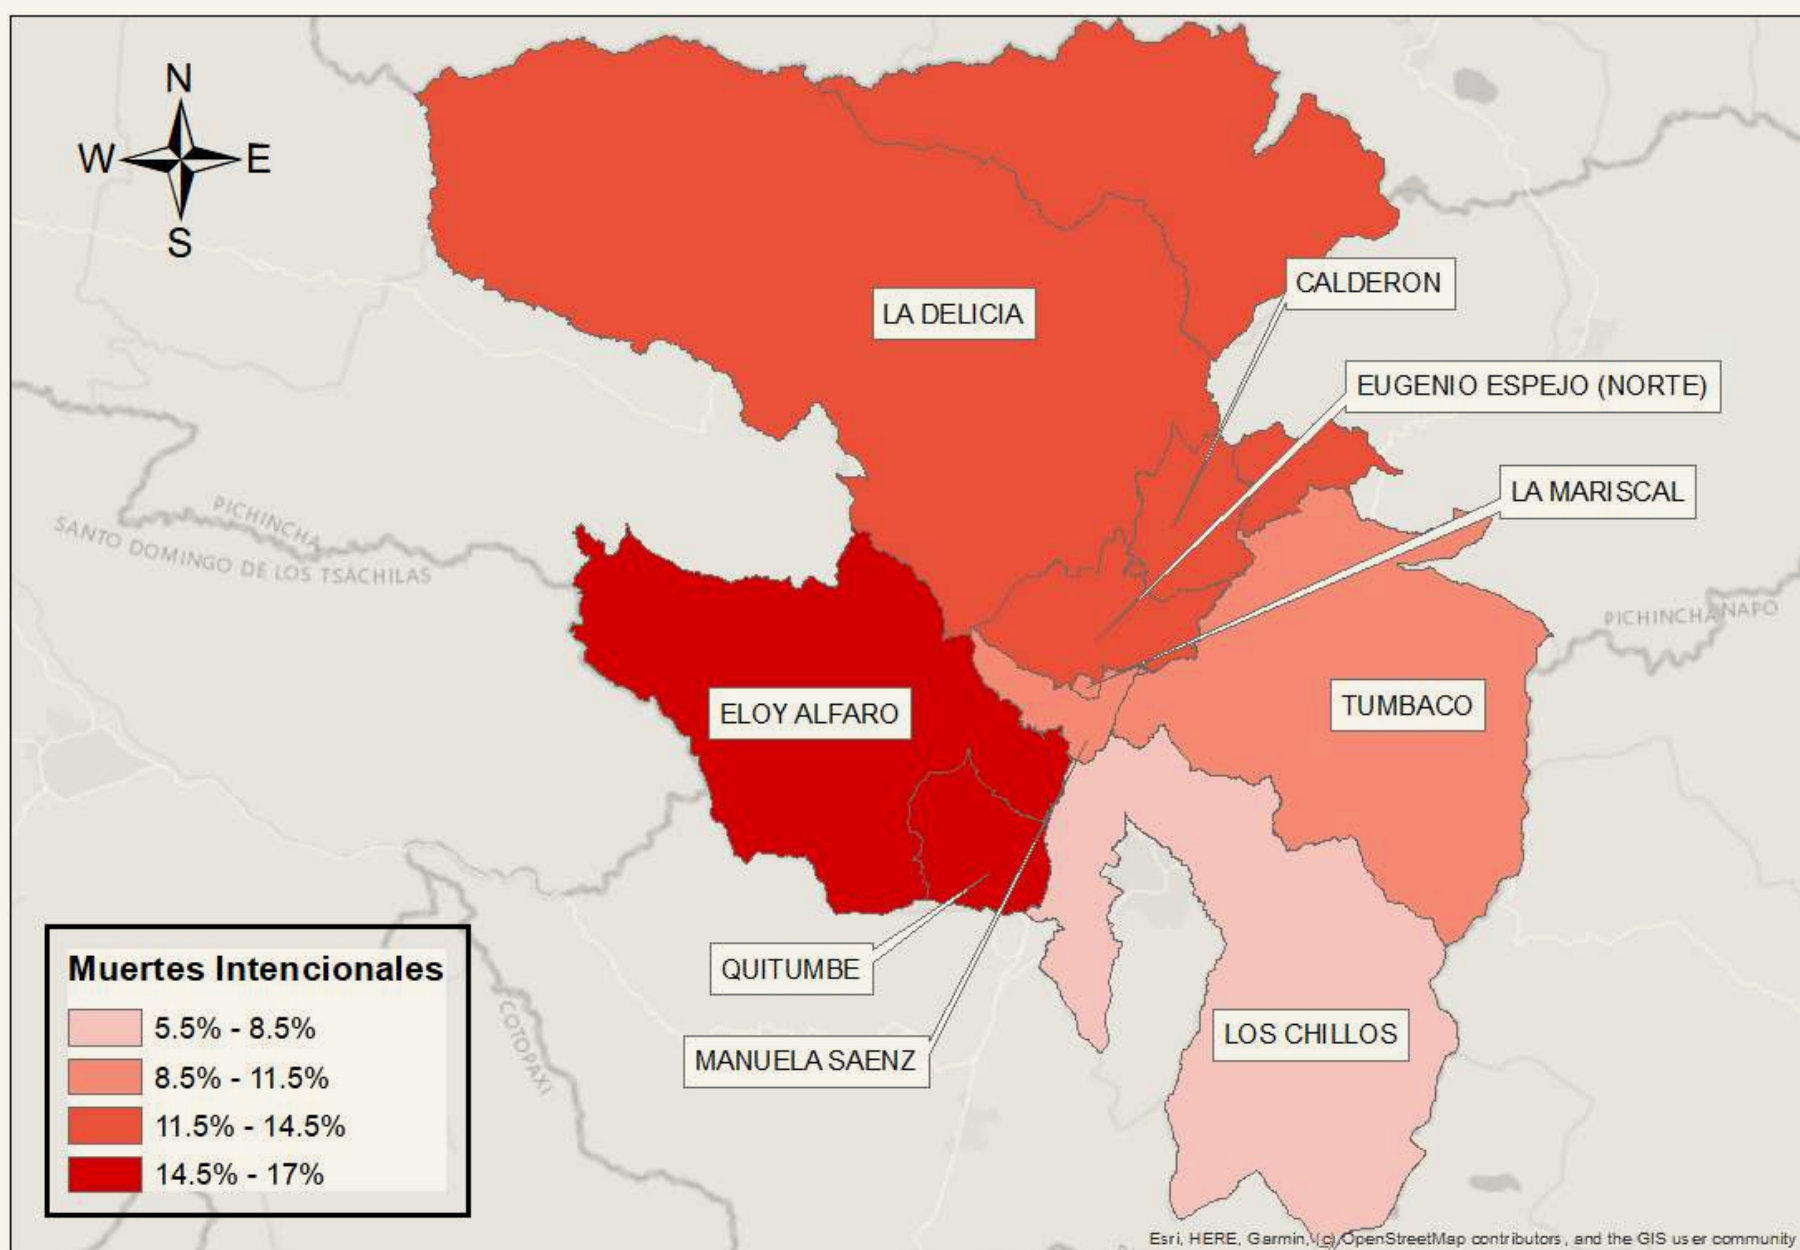 N
W E
S
CALDERON
LA DELICIA
EUGENIO ESPEJO (NORTE)
LA MARISCAL
PICHINCHA
SANTO DOMINGO DE LOS TSÁCHILAS
PICHINCHA NAPO
TUMBACO
ELOY ALFARO
QUITUMBE
COTOPAXI
LOS CHILLOS
MANUELA SAENZ
Muertes Intencionales
5.5% - 8.5%
8.5% - 11.5%
11.5% - 14.5%
14.5% - 17%
Esri, HERE, Garmin, (c) OpenStreetMap contributors, and the GIS user community